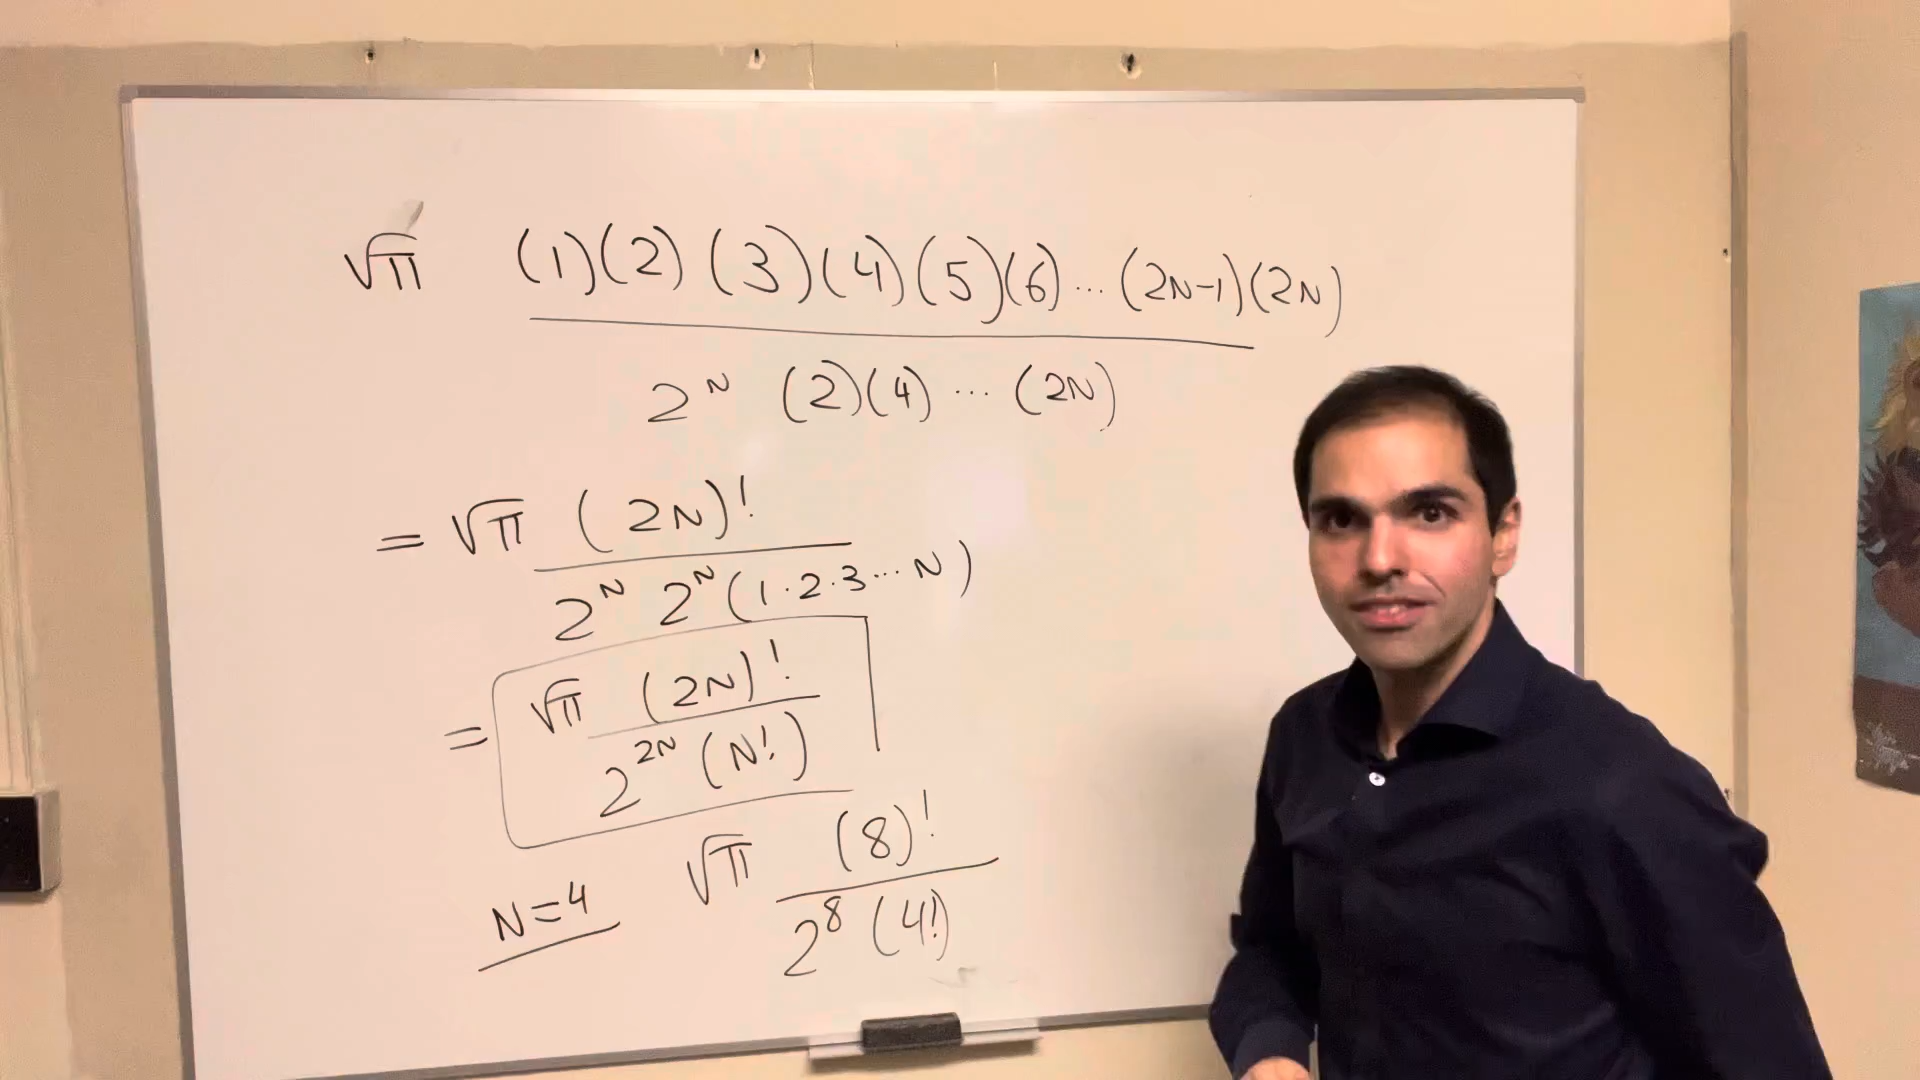 √π (1)(2)(3)(4)(5)(6)...(2N-1)(2N)
2^N (2)(4)...(2N)
= √π (2N)!
2^N 2^N (1·2·3...N)
= √π (2N)!
2^2N (N!)
N=4 √π (8)!
2^8 (4!)